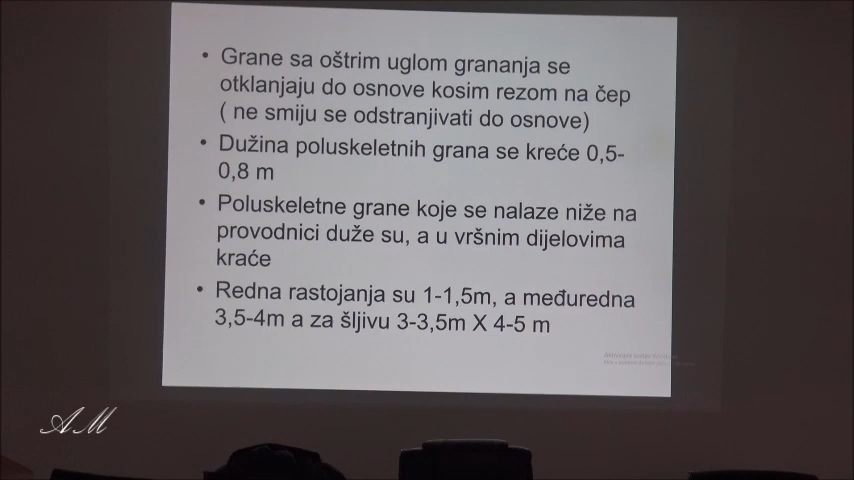 • Grane sa oštrim uglom grananja se
otklanjaju do osnove kosim rezom na čep
( ne smiju se odstranjivati do osnove)
• Dužina poluskeletnih grana se kreće 0,5-
0,8 m
• Poluskeletne grane koje se nalaze niže na
provodnici duže su, a u vršnim dijelovima
kraće
• Redna rastojanja su 1-1,5m, a međuredna
3,5-4m a za šljivu 3-3,5m X 4-5 m
AM